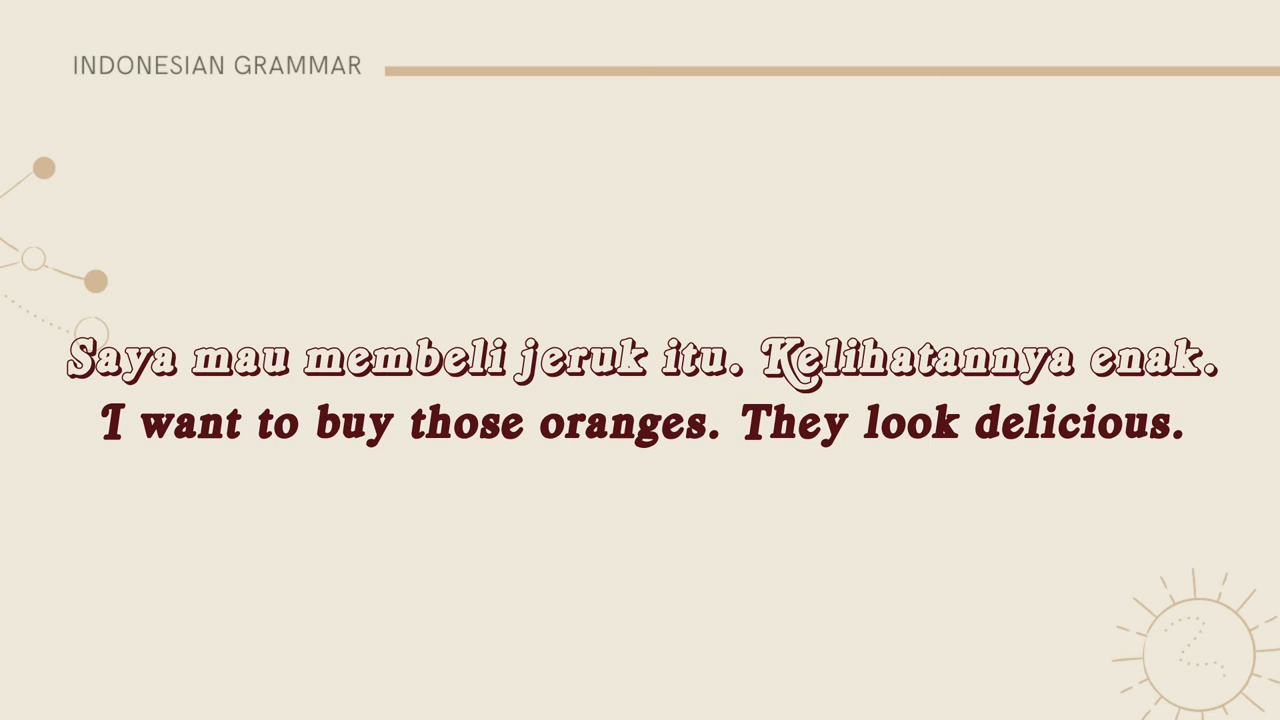 INDONESIAN GRAMMAR
Saya mau membeli jeruk itu. Kelihatannya enak.
I want to buy those oranges. They look delicious.